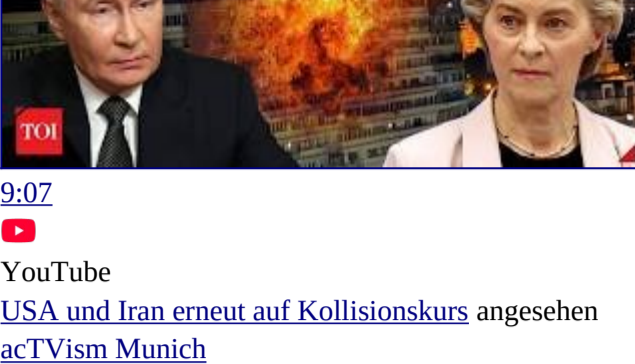 TOI
9:07
YouTube
USA und Iran erneut auf Kollisionskurs angesehen
acTVism Munich